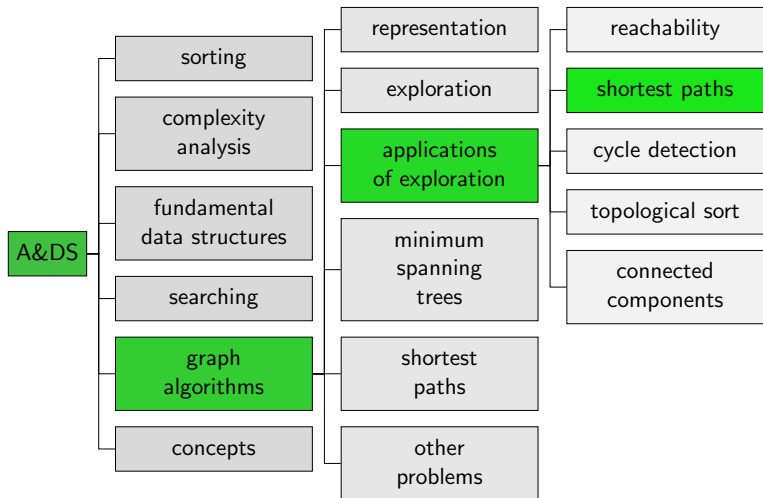 A&DS
sorting
complexity
analysis
fundamental
data structures
searching
graph
algorithms
concepts
representation
exploration
applications
of exploration
minimum
spanning
trees
shortest
paths
other
problems
reachability
shortest paths
cycle detection
topological sort
connected
components